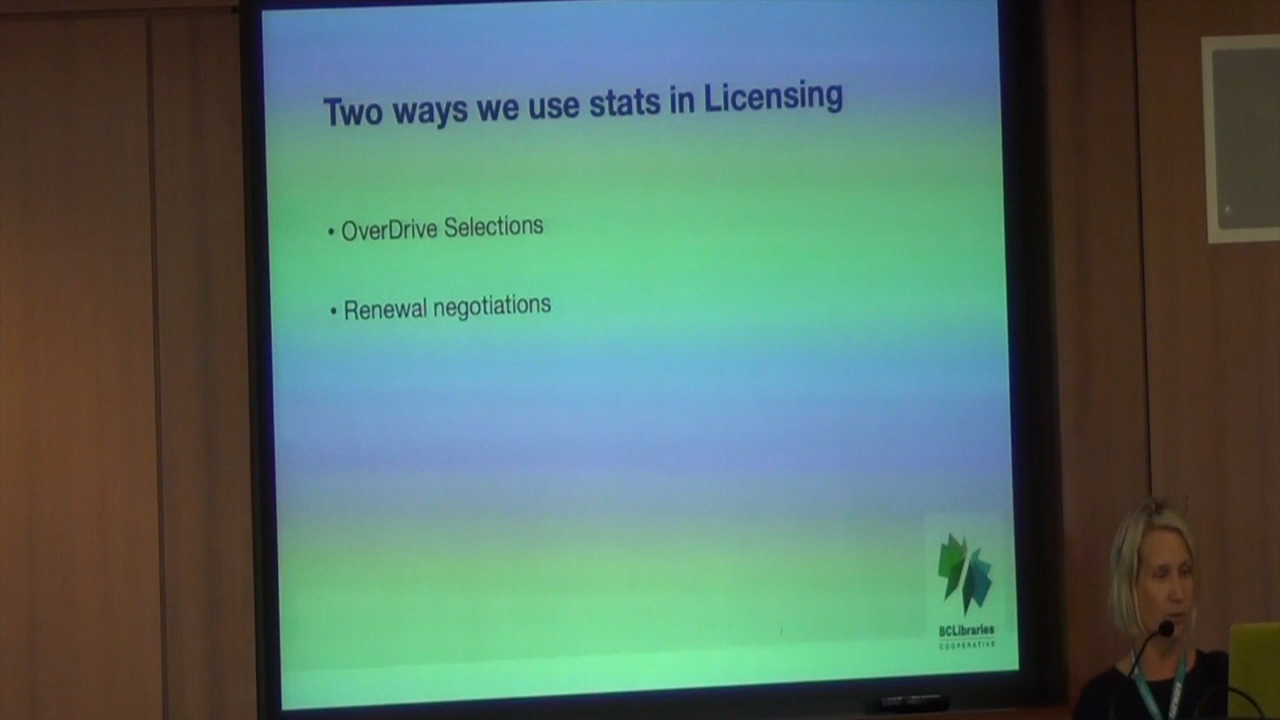 Two ways we use stats in Licensing
• OverDrive Selections
• Renewal negotiations
BCLibraries
COOPERATIVE